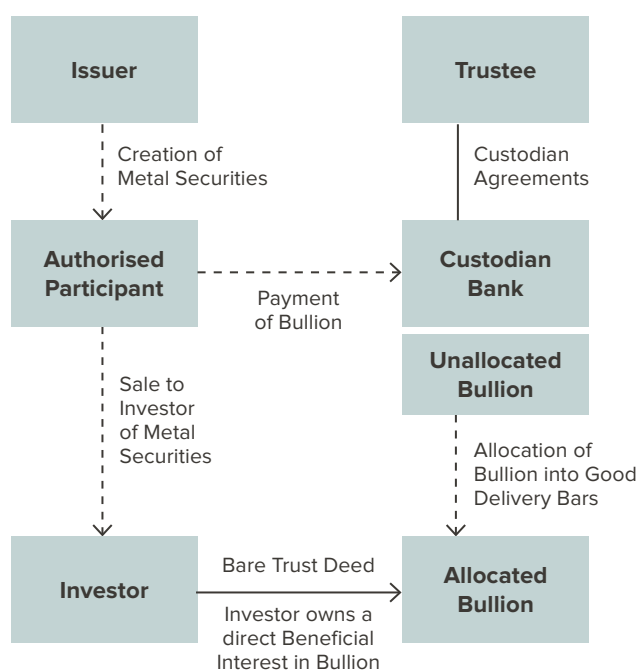 Issuer
Trustee
Creation of
Metal Securities
Custodian
Agreements
Authorised
Participant
Payment
of Bullion
Custodian
Bank
Unallocated
Bullion
Sale to
Investor
of Metal
Securities
Allocation of
Bullion into Good
Delivery Bars
Investor
Bare Trust Deed
Investor owns a
direct Beneficial
Interest in Bullion
Allocated
Bullion